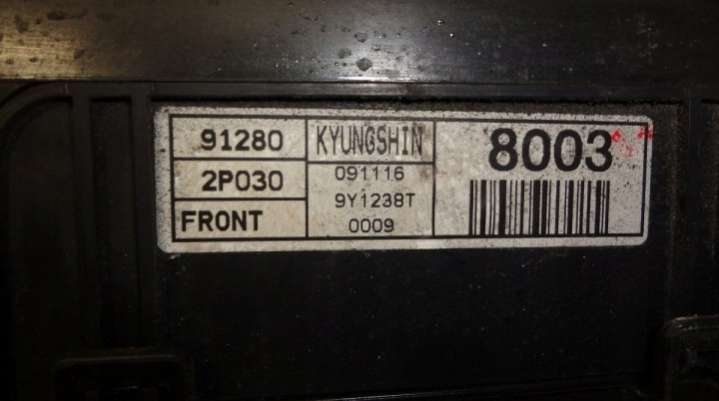 91280
2P030
FRONT
KYUNGSHIN
091116
9Y1238T
0009
8003